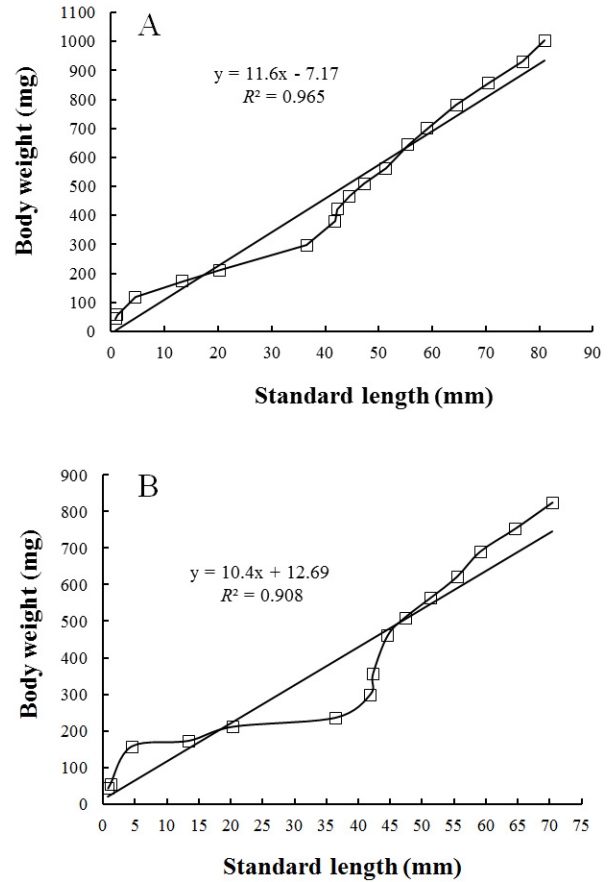 A
1100
1000
900
800
700
600
500
400
300
200
100
0
y = 11.6x - 7.17
R² = 0.965
Body weight (mg)
0 10 20 30 40 50 60 70 80 90
Standard length (mm)
B
900
800
700
600
500
400
300
200
100
0
y = 10.4x + 12.69
R² = 0.908
Body weight (mg)
0 5 10 15 20 25 30 35 40 45 50 55 60 65 70 75
Standard length (mm)